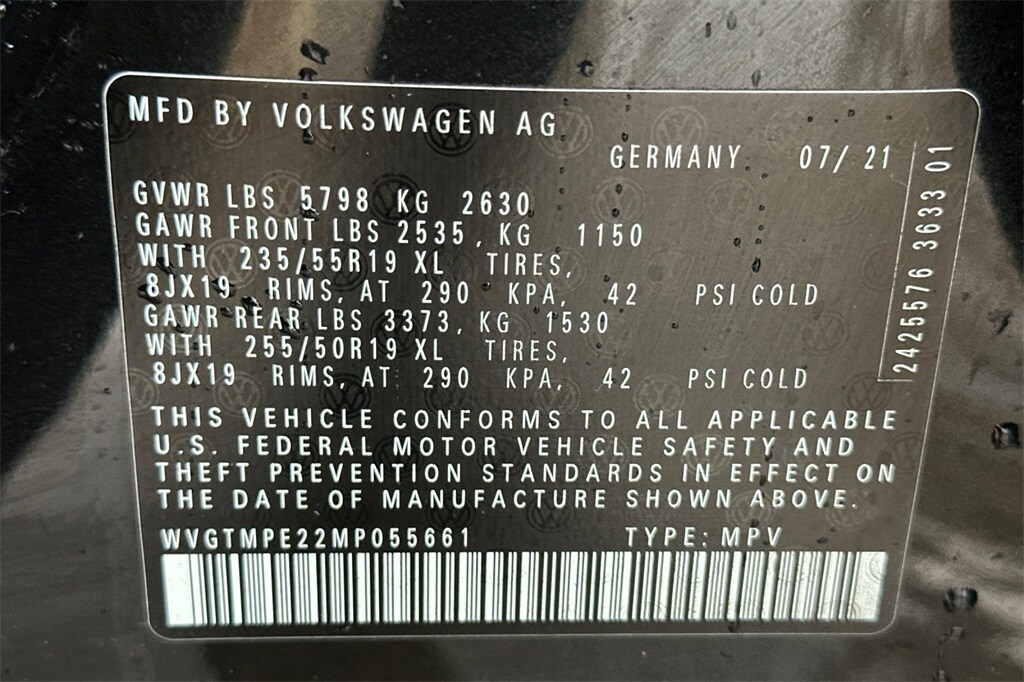 MFD BY VOLKSWAGEN AG
GERMANY 07/ 21
GVWR LBS 5798 KG 2630
GAWR FRONT LBS 2535, KG 1150
WITH 235/55R19 XL TIRES,
8JX19 RIMS, AT 290 KPA, 42 PSI COLD
GAWR REAR LBS 3373, KG 1530
WITH 255/50R19 XL TIRES,
8JX19 RIMS, AT 290 KPA, 42 PSI COLD
THIS VEHICLE CONFORMS TO ALL APPLICABLE
U.S. FEDERAL MOTOR VEHICLE SAFETY AND
THEFT PREVENTION STANDARDS IN EFFECT ON
THE DATE OF MANUFACTURE SHOWN ABOVE.
WVGTMPE22MP055661 TYPE: MPV
2425576 3633 01